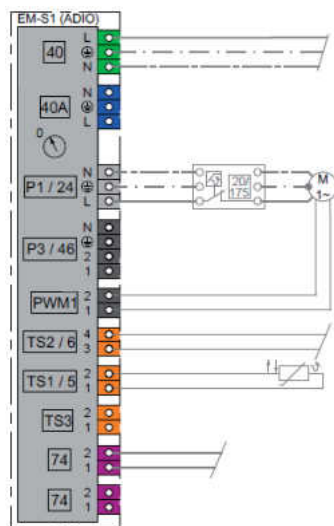 EM-S1 (ADIO)
40
L
N
40A
N
L
0
P1 / 24
N
L
20/
17S
M
1~
P3 / 46
N
2
1
PWM1
2
1
TS2 / 6
4
3
TS1 / 5
2
1
ϑ
TS3
2
1
74
2
1
74
2
1